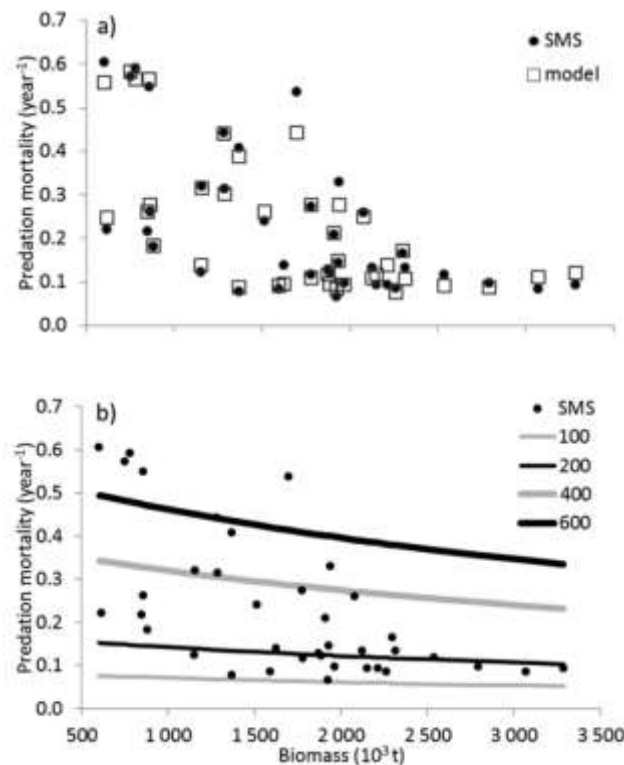 a)
SMS
model
Predation mortality (year-1)
0.7
0.6
0.5
0.4
0.3
0.2
0.1
0.0
b)
SMS
100
200
400
600
Predation mortality (year-1)
0.7
0.6
0.5
0.4
0.3
0.2
0.1
0.0
500 1 000 1 500 2 000 2 500 3 000 3 500
Biomass (10³ t)